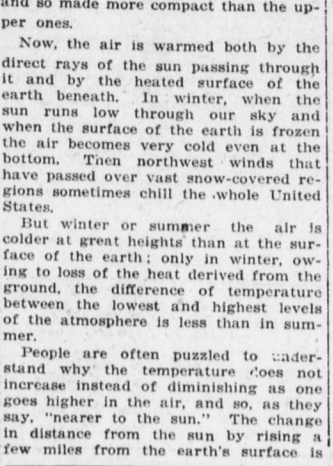 and so made more compact than the up-
per ones.
Now, the air is warmed both by the
direct rays of the sun passing through
it and by the heated surface of the
earth beneath. In winter, when the
sun runs low through our sky and
when the surface of the earth is frozen
the air becomes very cold even at the
bottom. Then northwest winds that
have passed over vast snow-covered re-
gions sometimes chill the whole United
States.
But winter or summer the air is
colder at great heights than at the sur-
face of the earth; only in winter, ow-
ing to loss of the heat derived from the
ground, the difference of temperature
between the lowest and highest levels
of the atmosphere is less than in sum-
mer.
People are often puzzled to under-
stand why the temperature does not
increase instead of diminishing as one
goes higher in the air, and so, as they
say, "nearer to the sun." The change
in distance from the sun by rising a
few miles from the earth's surface is